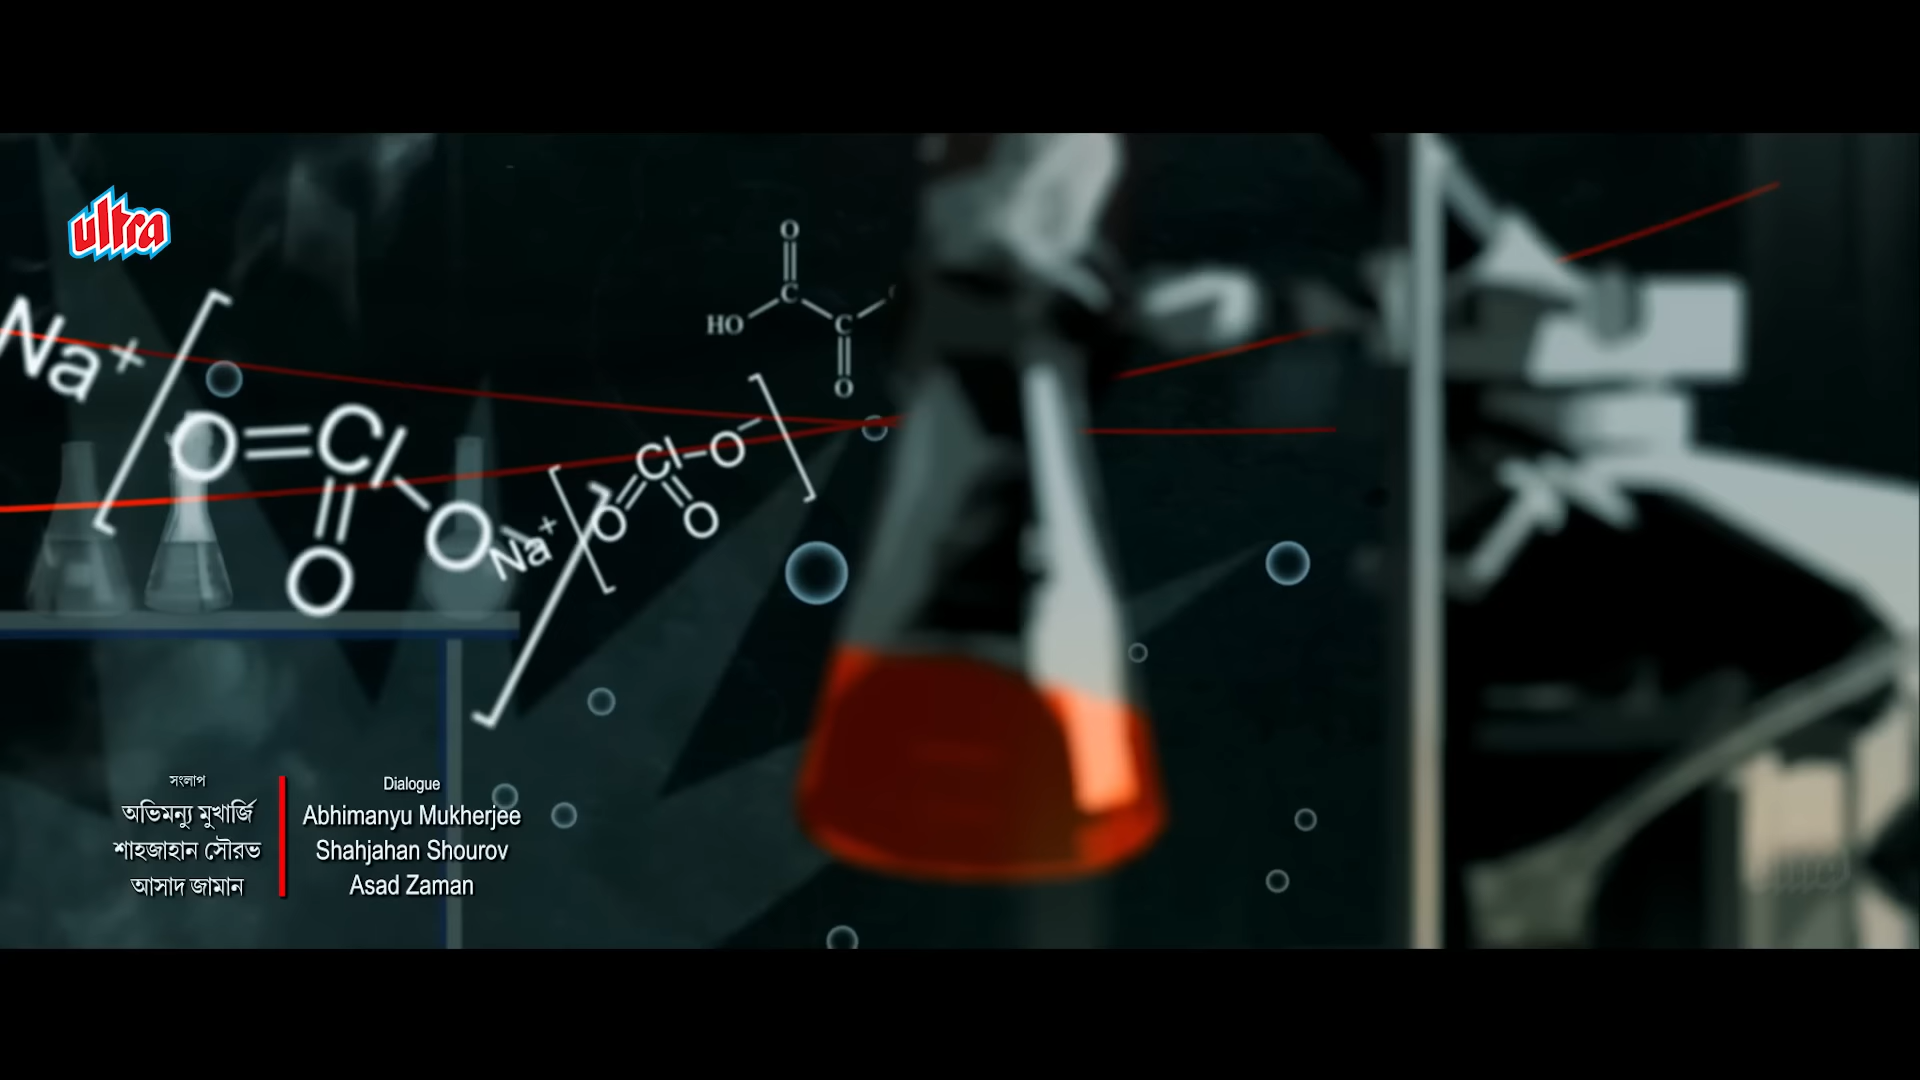 ultra
O
C
HO
C
O
Na+
O=Cl
O
O
Na+
O
Cl-O-
O
সংলাপ
অভিমন্যু মুখার্জি
শাহজাহান সৌরভ
আসাদ জামান
Dialogue
Abhimanyu Mukherjee
Shahjahan Shourov
Asad Zaman